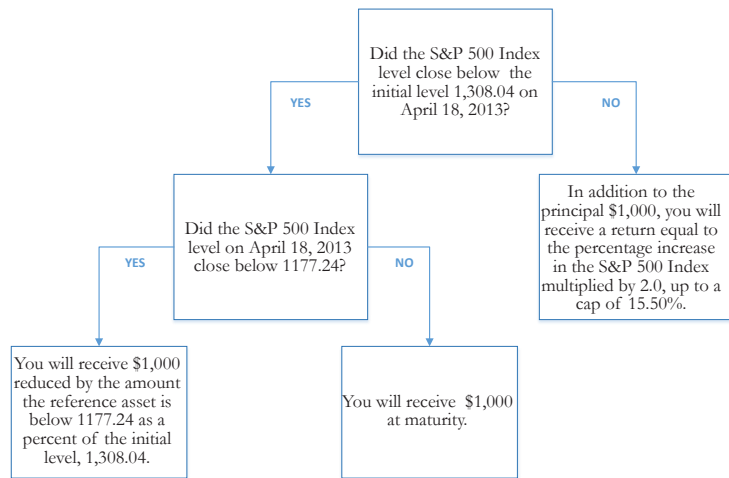 Did the S&P 500 Index
level close below the
initial level 1,308.04 on
April 18, 2013?
YES
NO
Did the S&P 500 Index
level on April 18, 2013
close below 1177.24?
In addition to the
principal $1,000, you will
receive a return equal to
the percentage increase
in the S&P 500 Index
multiplied by 2.0, up to a
cap of 15.50%.
YES
NO
You will receive $1,000
reduced by the amount
the reference asset is
below 1177.24 as a
percent of the initial
level, 1,308.04.
You will receive $1,000
at maturity.